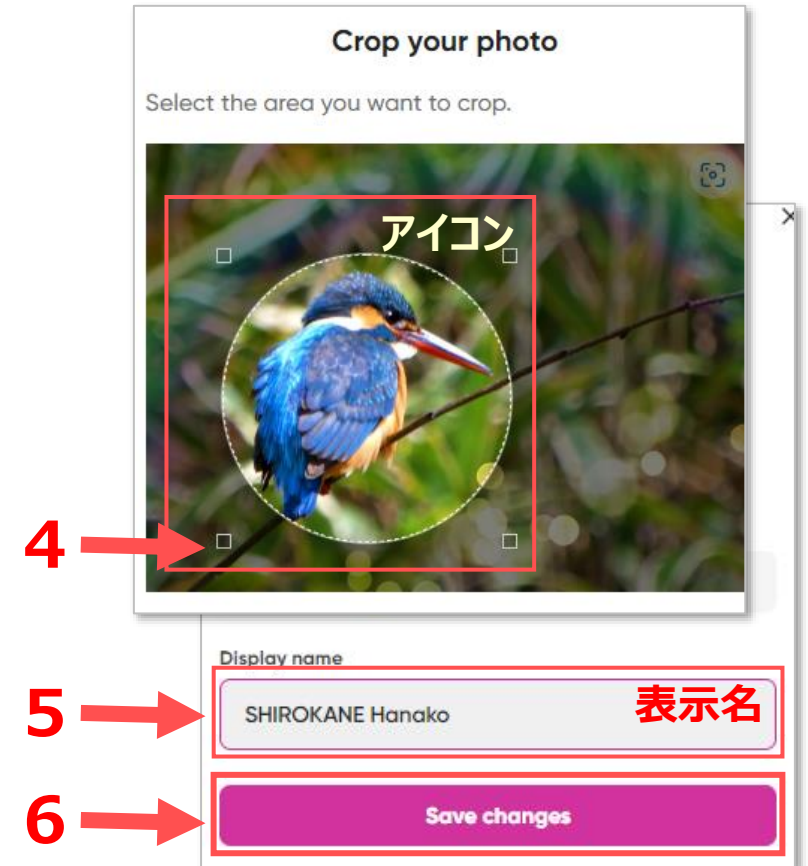 Crop your photo
Select the area you want to crop.
アイコン
4
Display name
5
SHIROKANE Hanako
表示名
6
Save changes